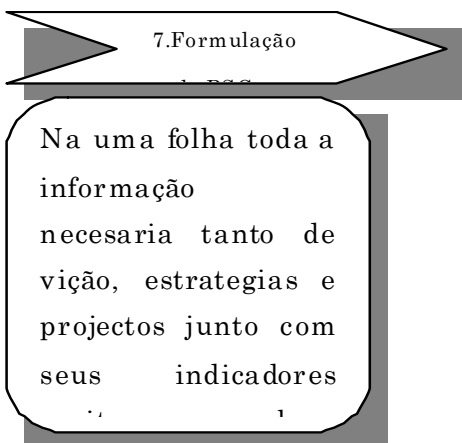 7.Formulação
Na uma folha toda a
informação
necesaria tanto de
vição, estrategias e
projectos junto com
seus indicadores